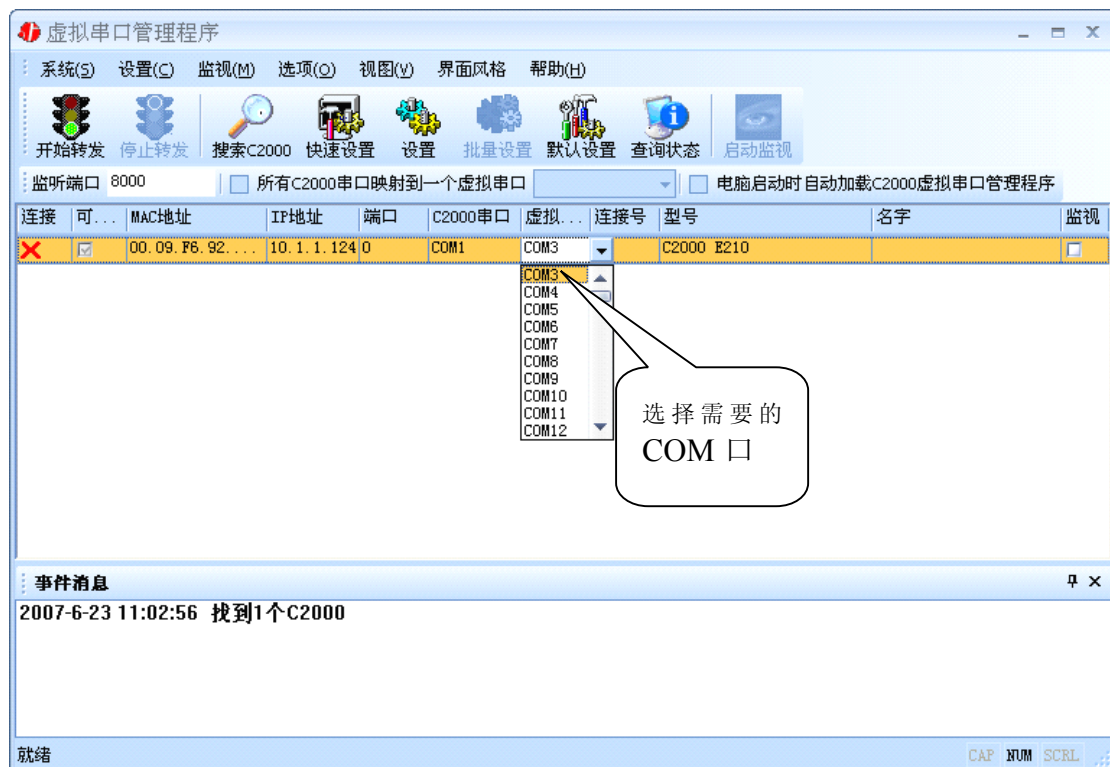 虚拟串口管理程序
系统(S) 设置(C) 监视(M) 选项(O) 视图(V) 界面风格 帮助(H)
开始转发 停止转发 搜索C2000 快速设置 设置 批量设置 默认设置 查询状态 启动监视
监听端口 8000 所有C2000串口映射到一个虚拟串口 电脑启动时自动加载C2000虚拟串口管理程序
连接 可... MAC地址 IP地址 端口 C2000串口 虚拟... 连接号 型号 名字 监视
00.09.F6.92.... 10.1.1.124 0 COM1 COM3 C2000 E210
COM3
COM4
COM5
COM6
COM7
COM8
COM9
COM10
COM11
COM12
选择需要的
COM 口
事件消息
2007-6-23 11:02:56 找到1个C2000
就绪 CAP NUM SCRL